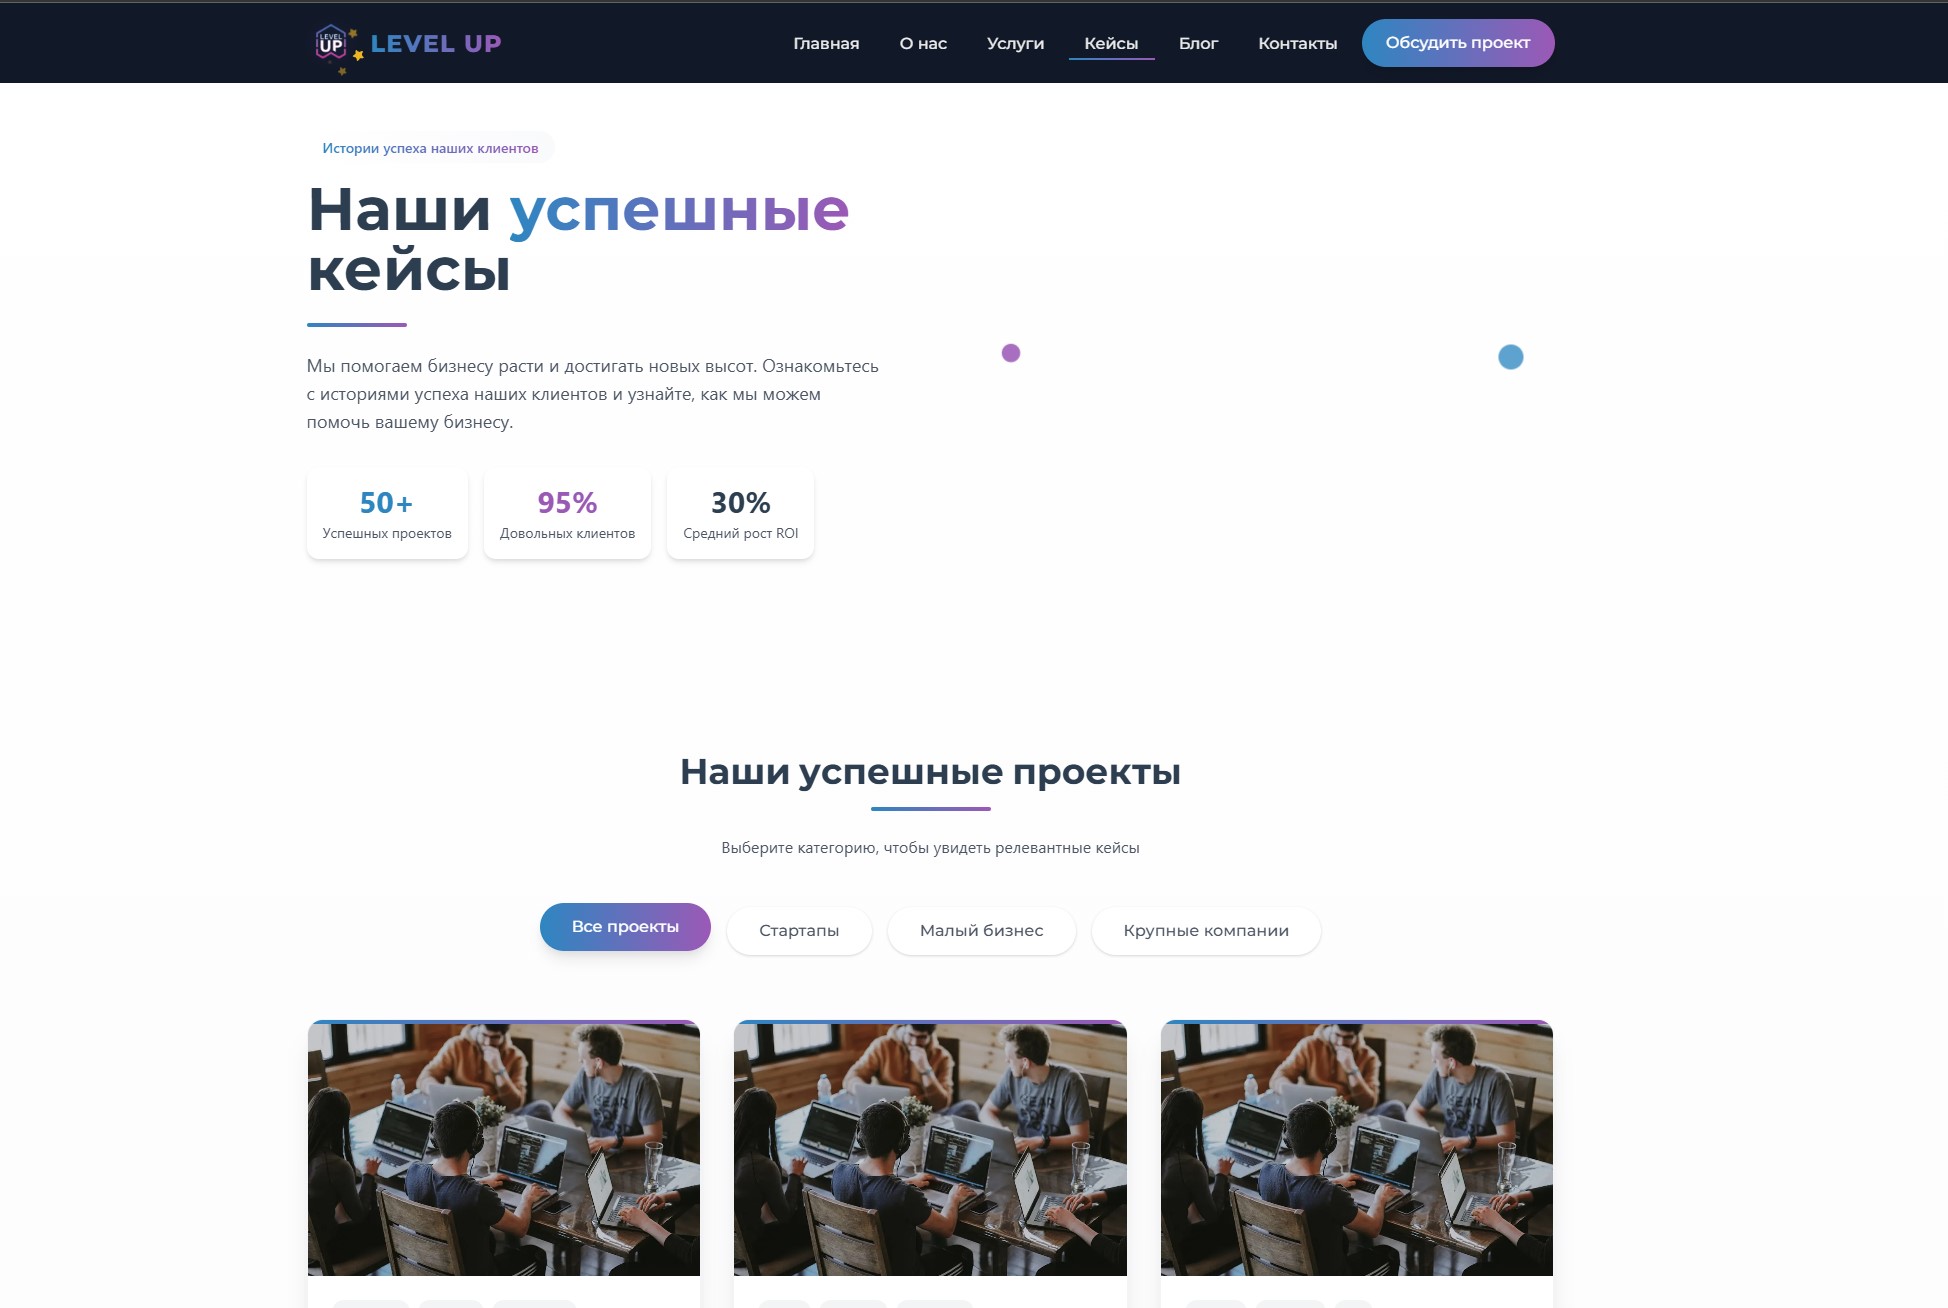 LEVEL UP LEVEL UP Главная О нас Услуги Кейсы Блог Контакты Обсудить проект
Истории успеха наших клиентов
Наши успешные
кейсы
Мы помогаем бизнесу расти и достигать новых высот. Ознакомьтесь
с историями успеха наших клиентов и узнайте, как мы можем
помочь вашему бизнесу.
50+ 95% 30%
Успешных проектов Довольных клиентов Средний рост ROI
Наши успешные проекты
Выберите категорию, чтобы увидеть релевантные кейсы
Все проекты Стартапы Малый бизнес Крупные компании